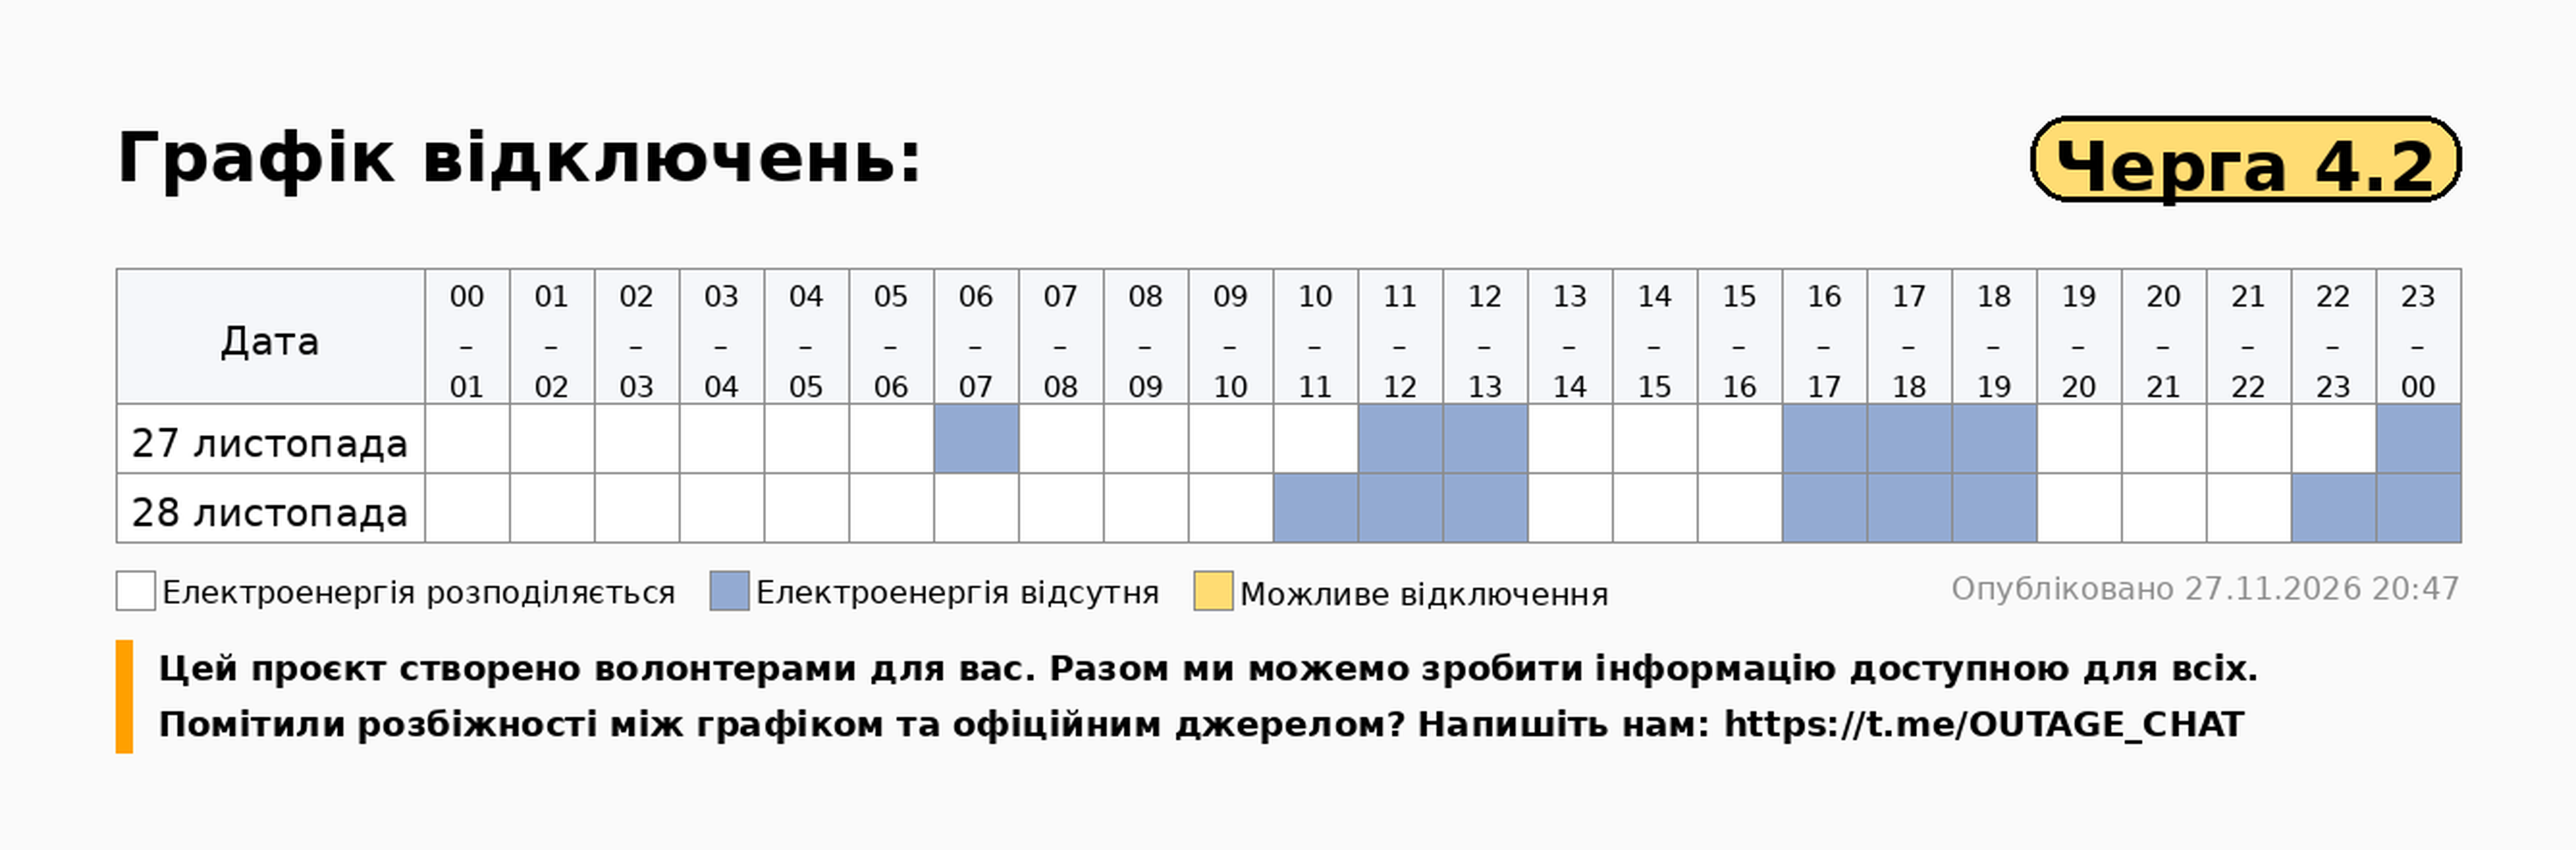 Графік відключень:
Черга 4.2
Дата
00 – 01
01 – 02
02 – 03
03 – 04
04 – 05
05 – 06
06 – 07
07 – 08
08 – 09
09 – 10
10 – 11
11 – 12
12 – 13
13 – 14
14 – 15
15 – 16
16 – 17
17 – 18
18 – 19
19 – 20
20 – 21
21 – 22
22 – 23
23 – 00
27 листопада
28 листопада
Електроенергія розподіляється
Електроенергія відсутня
Можливе відключення
Опубліковано 27.11.2026 20:47
Цей проєкт створено волонтерами для вас. Разом ми можемо зробити інформацію доступною для всіх.
Помітили розбіжності між графіком та офіційним джерелом? Напишіть нам: https://t.me/OUTAGE_CHAT